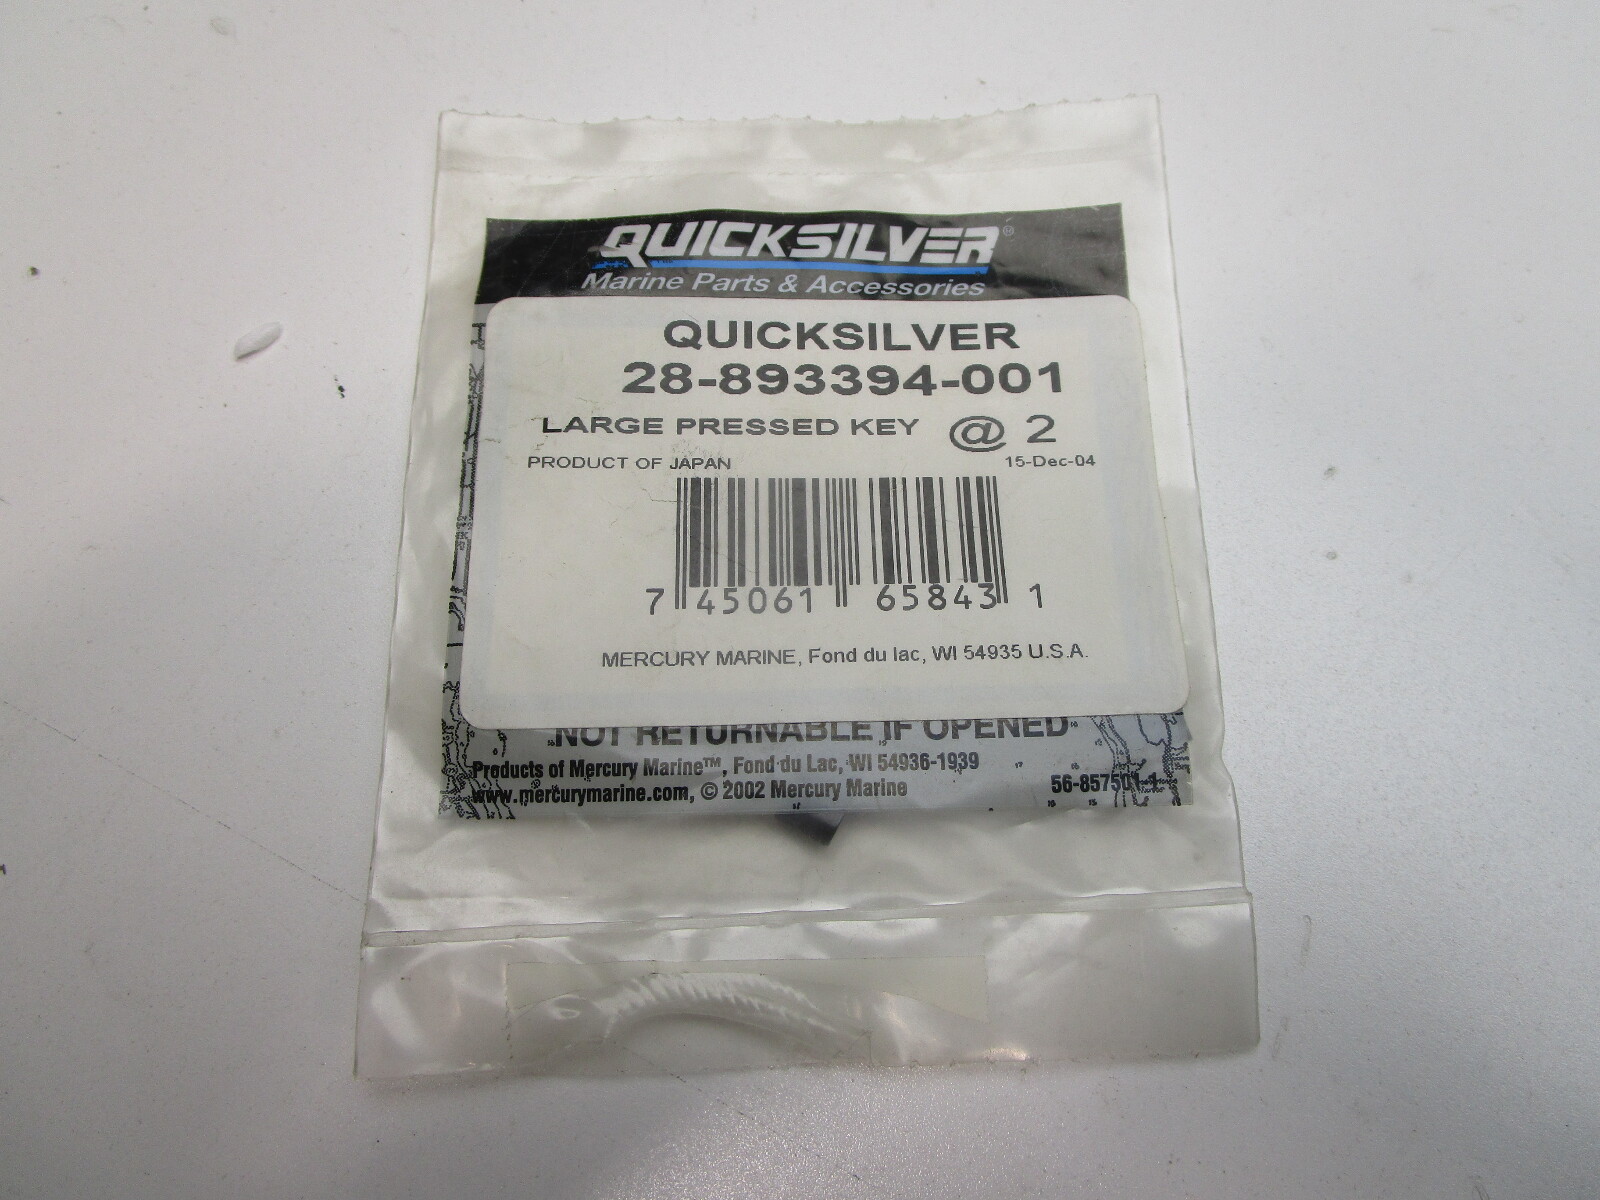 QUICKSILVER®
Marine Parts & Accessories
QUICKSILVER
28-893394-001
LARGE PRESSED KEY @ 2
PRODUCT OF JAPAN 15-Dec-04
7 45061 65843 1
MERCURY MARINE, Fond du lac, WI 54935 U.S.A.
NOT RETURNABLE IF OPENED
Products of Mercury Marine™, Fond du Lac, WI 54936-1939
www.mercurymarine.com, © 2002 Mercury Marine 56-857501-1